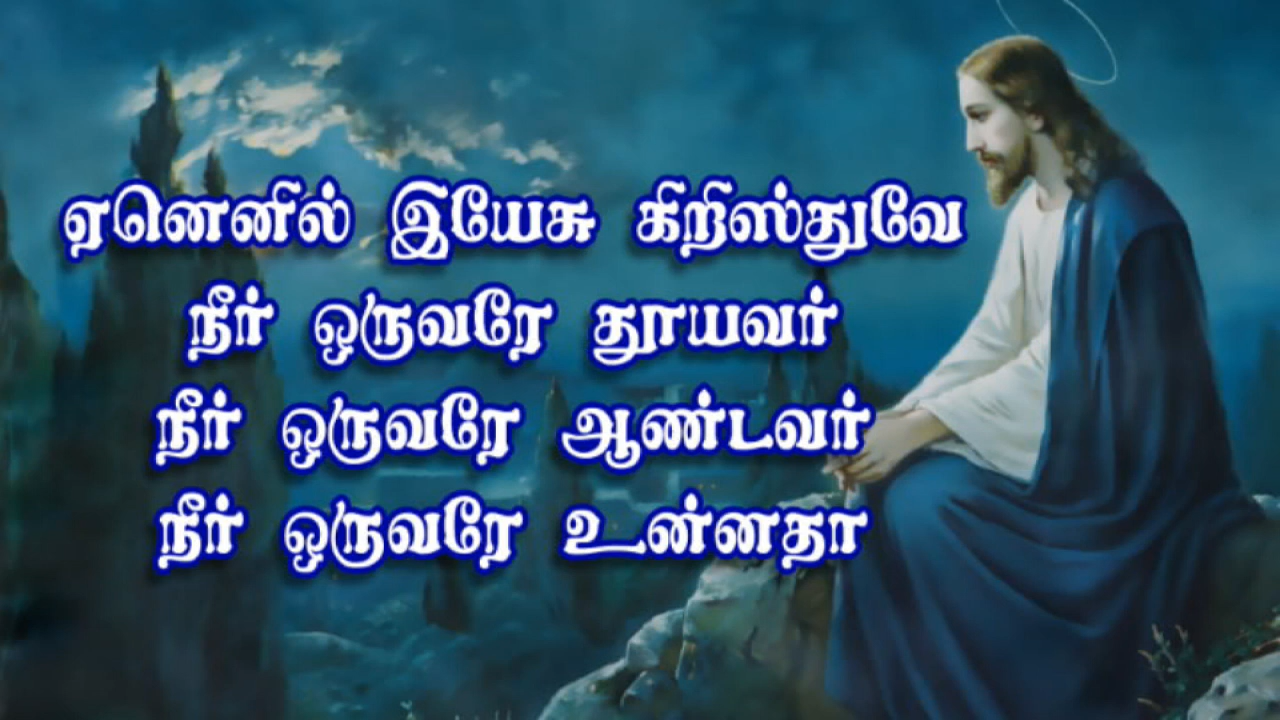 ஏனெனில் இயேசு கிறிஸ்துவே
நீர் ஒருவரே தூயவர்
நீர் ஒருவரே ஆண்டவர்
நீர் ஒருவரே உன்னதா